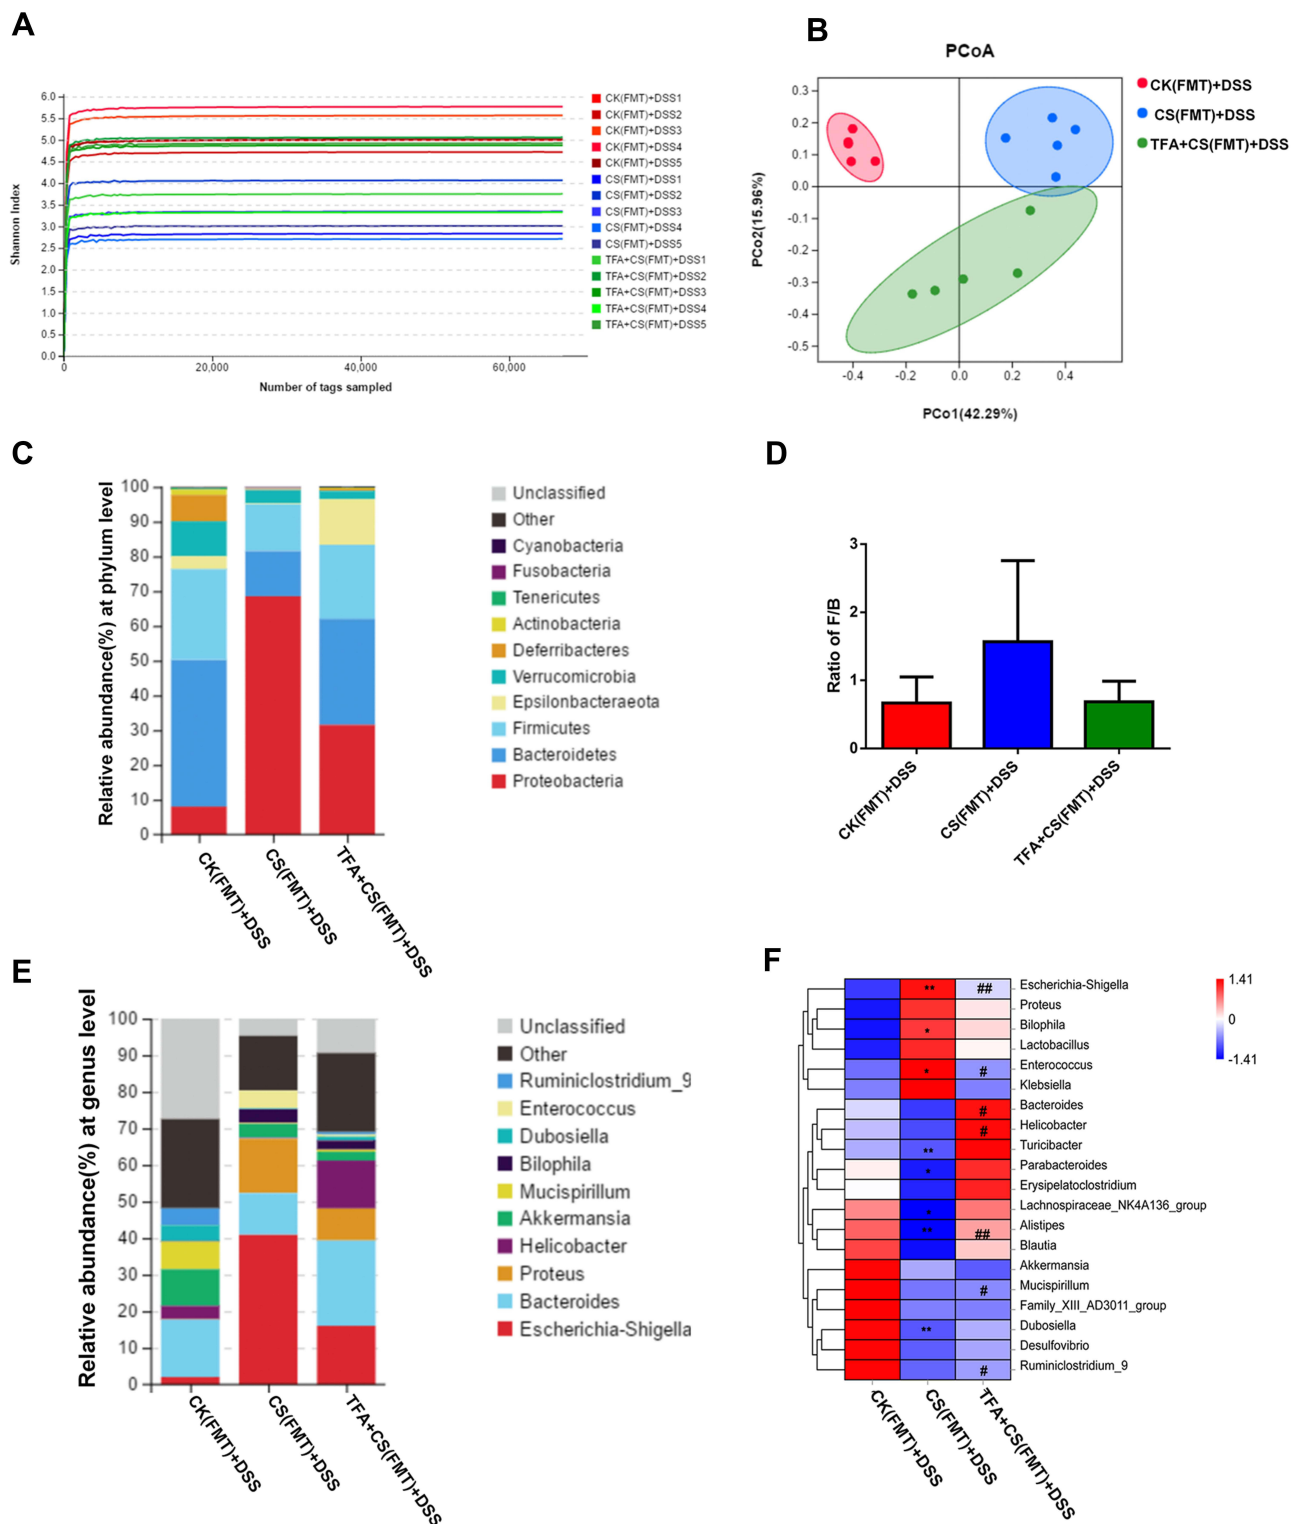 A
Shannon Index
6.0
5.5
5.0
4.5
4.0
3.5
3.0
2.5
2.0
1.5
1.0
0.5
0.0
0
20,000
40,000
60,000
Number of tags sampled
CK(FMT)+DSS1
CK(FMT)+DSS2
CK(FMT)+DSS3
CK(FMT)+DSS4
CK(FMT)+DSS5
CS(FMT)+DSS1
CS(FMT)+DSS2
CS(FMT)+DSS3
CS(FMT)+DSS4
CS(FMT)+DSS5
TFA+CS(FMT)+DSS1
TFA+CS(FMT)+DSS2
TFA+CS(FMT)+DSS3
TFA+CS(FMT)+DSS4
TFA+CS(FMT)+DSS5
B
PCoA
PCo2(15.96%)
0.3
0.2
0.1
0.0
-0.1
-0.2
-0.3
-0.4
-0.5
-0.4
-0.2
0.0
0.2
0.4
PCo1(42.29%)
CK(FMT)+DSS
CS(FMT)+DSS
TFA+CS(FMT)+DSS
C
Relative abundance(%) at phylum level
100
90
80
70
60
50
40
30
20
10
0
CK(FMT)+DSS
CS(FMT)+DSS
TFA+CS(FMT)+DSS
Unclassified
Other
Cyanobacteria
Fusobacteria
Tenericutes
Actinobacteria
Deferribacteres
Verrucomicrobia
Epsilonbacteraeota
Firmicutes
Bacteroidetes
Proteobacteria
D
Ratio of F/B
3
2
1
0
CK(FMT)+DSS
CS(FMT)+DSS
TFA+CS(FMT)+DSS
E
Relative abundance(%) at genus level
100
90
80
70
60
50
40
30
20
10
0
CK(FMT)+DSS
CS(FMT)+DSS
TFA+CS(FMT)+DSS
Unclassified
Other
Ruminiclostridium_9
Enterococcus
Dubosiella
Bilophila
Mucispirillum
Akkermansia
Helicobacter
Proteus
Bacteroides
Escherichia-Shigella
F
** ## Escherichia-Shigella
Proteus
* Bilophila
Lactobacillus
* # Enterococcus
Klebsiella
# Bacteroides
# Helicobacter
** Turicibacter
* Parabacteroides
Erysipelatoclostridium
* Lachnospiraceae_NK4A136_group
** ## Alistipes
Blautia
Akkermansia
# Mucispirillum
Family_XIII_AD3011_group
** Dubosiella
Desulfovibrio
# Ruminiclostridium_9
CK(FMT)+DSS
CS(FMT)+DSS
TFA+CS(FMT)+DSS
1.41
0
-1.41